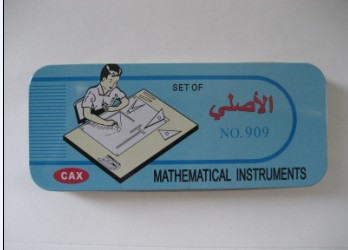 SET OF
الأصلي
NO. 909
CAX
MATHEMATICAL INSTRUMENTS